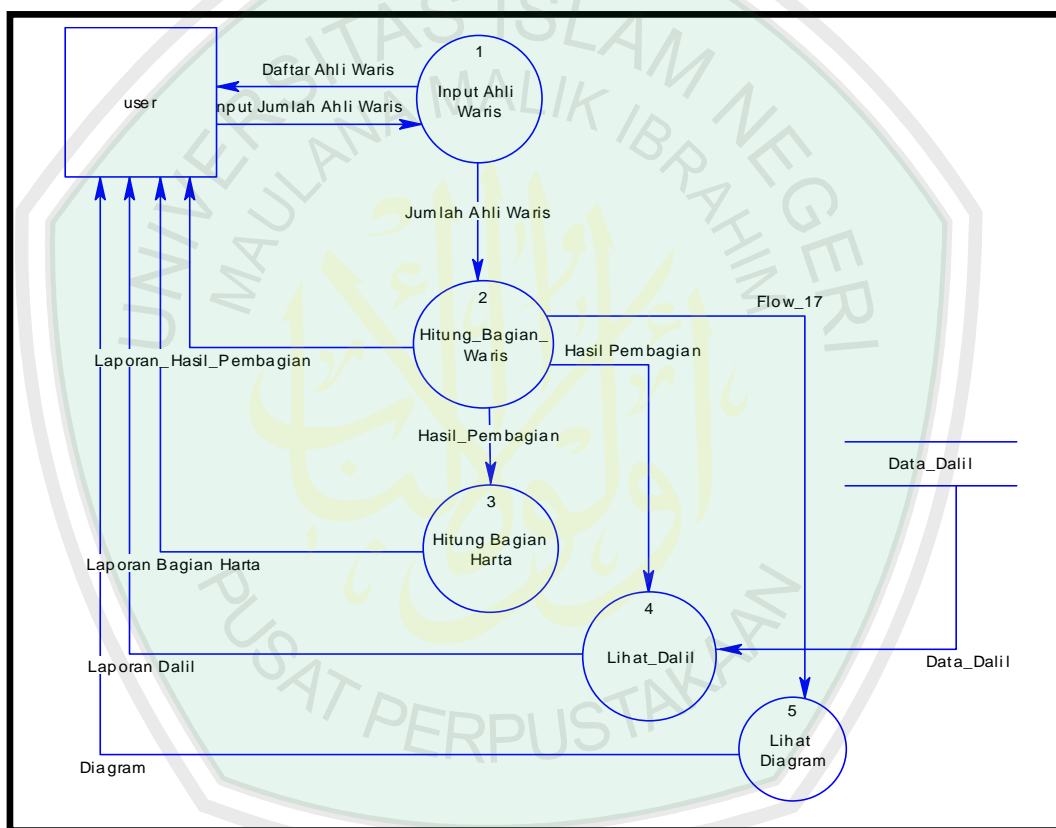 UNIVERSITAS ISLAM NEGERI
MAULANA MALIK IBRAHIM
PUSAT PERPUSTAKAAN
user
Daftar Ahli Waris
nput Jumlah Ahli Waris
1
Input Ahli
Waris
Jumlah Ahli Waris
2
Hitung_Bagian_
Waris
Flow_17
Hasil Pembagian
Laporan_Hasil_Pembagian
Hasil_Pembagian
Data_Dalil
3
Hitung Bagian
Harta
Laporan Bagian Harta
4
Lihat_Dalil
Laporan Dalil
Data_Dalil
5
Lihat
Diagram
Diagram